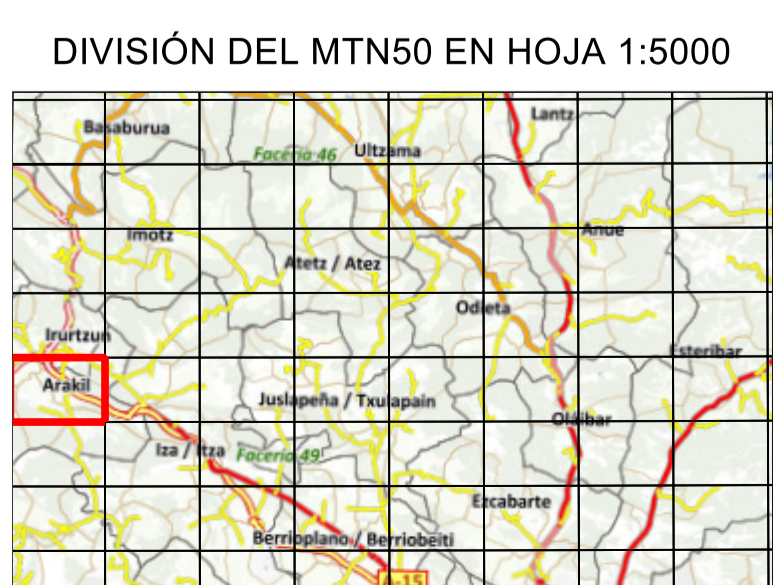 DIVISIÓN DEL MTN50 EN HOJA 1:5000
Lantz
Basaburua
Facería 46
Ultzama
Imotz
Anue
Atetz / Atez
Odieta
Irurtzun
Esteribar
Arakil
Juslapeña / Txulapain
Oláibar
Iza / Itza
Facería 49
Ezcabarte
Berrioplano / Berriobeiti
A-15